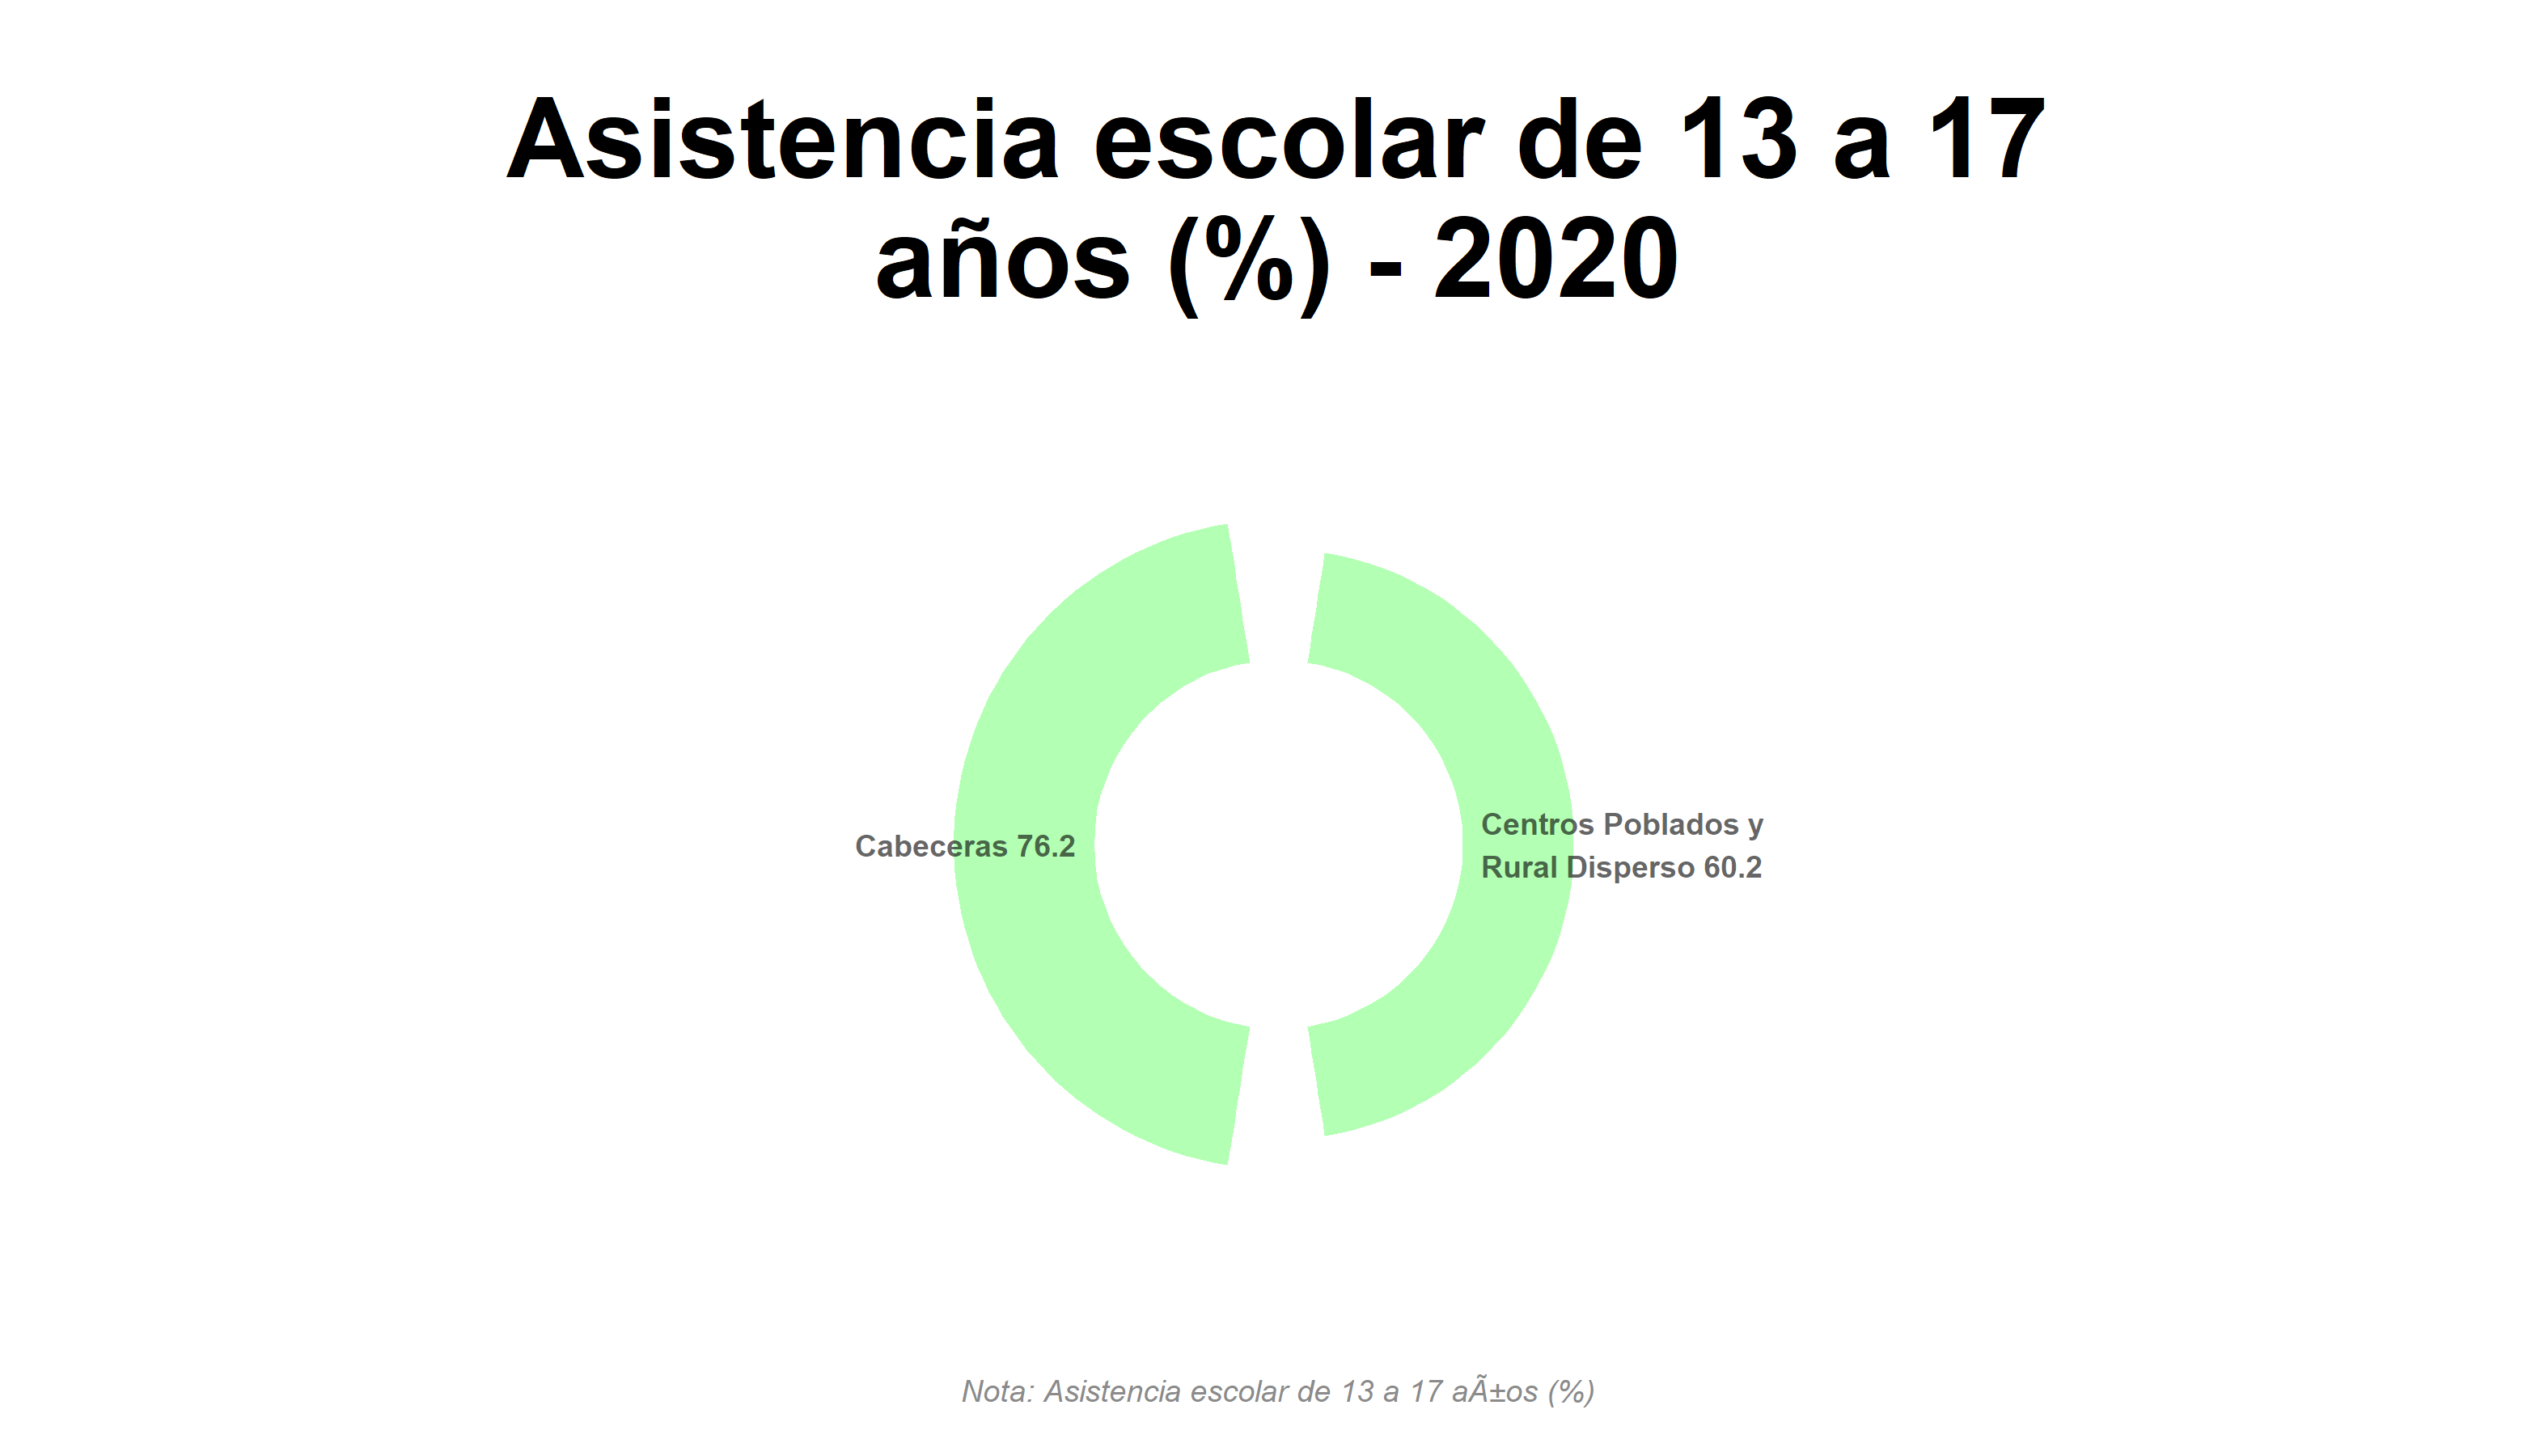 Asistencia escolar de 13 a 17
años (%) - 2020
Cabeceras 76.2
Centros Poblados y
Rural Disperso 60.2
Nota: Asistencia escolar de 13 a 17 aÃ±os (%)